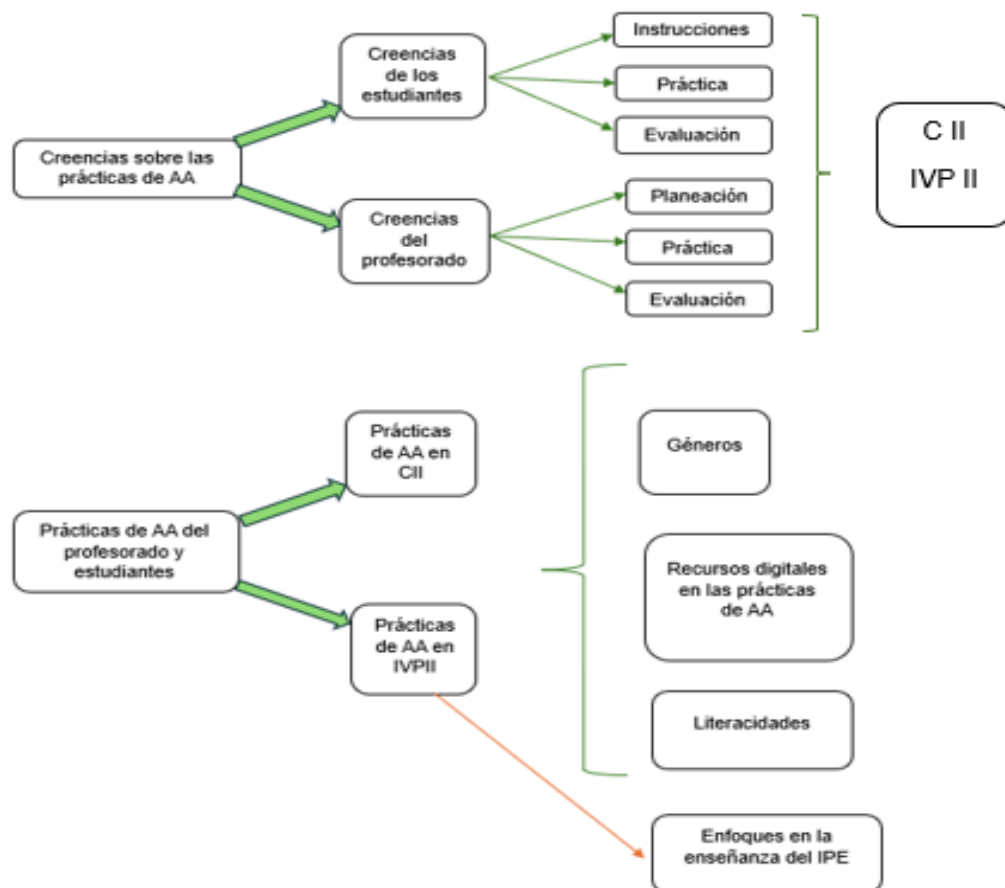 Creencias sobre las
prácticas de AA
Creencias
de los
estudiantes
Instrucciones
Práctica
Evaluación
Creencias
del
profesorado
Planeación
Práctica
Evaluación
C II
IVP II
Prácticas de AA del
profesorado y
estudiantes
Prácticas
de AA en
CII
Prácticas
de AA en
IVPII
Géneros
Recursos digitales
en las prácticas
de AA
Literacidades
Enfoques en la
enseñanza del IPE